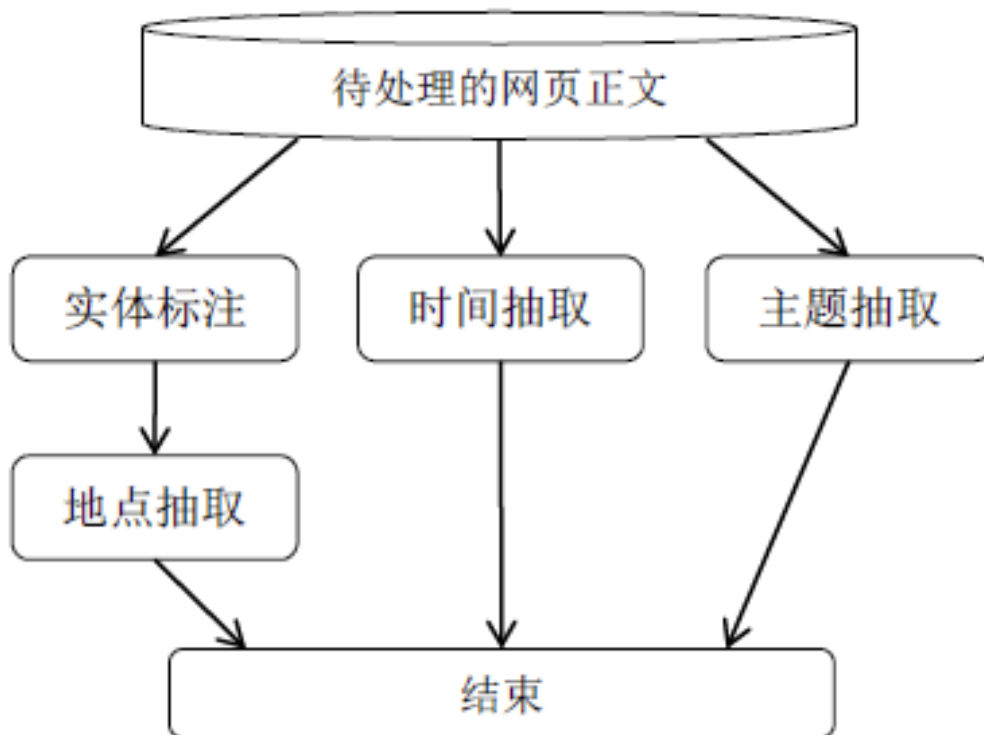 待处理的网页正文
实体标注
时间抽取
主题抽取
地点抽取
结束